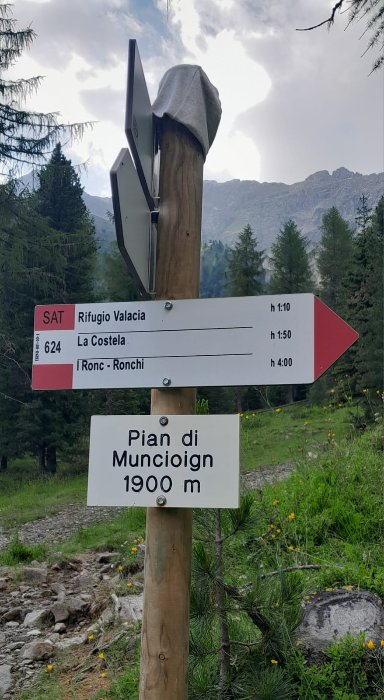 SAT
624
Rifugio Valacia h 1:10
La Costela h 1:50
I Ronc - Ronchi h 4:00
Pian di
Muncioign
1900 m